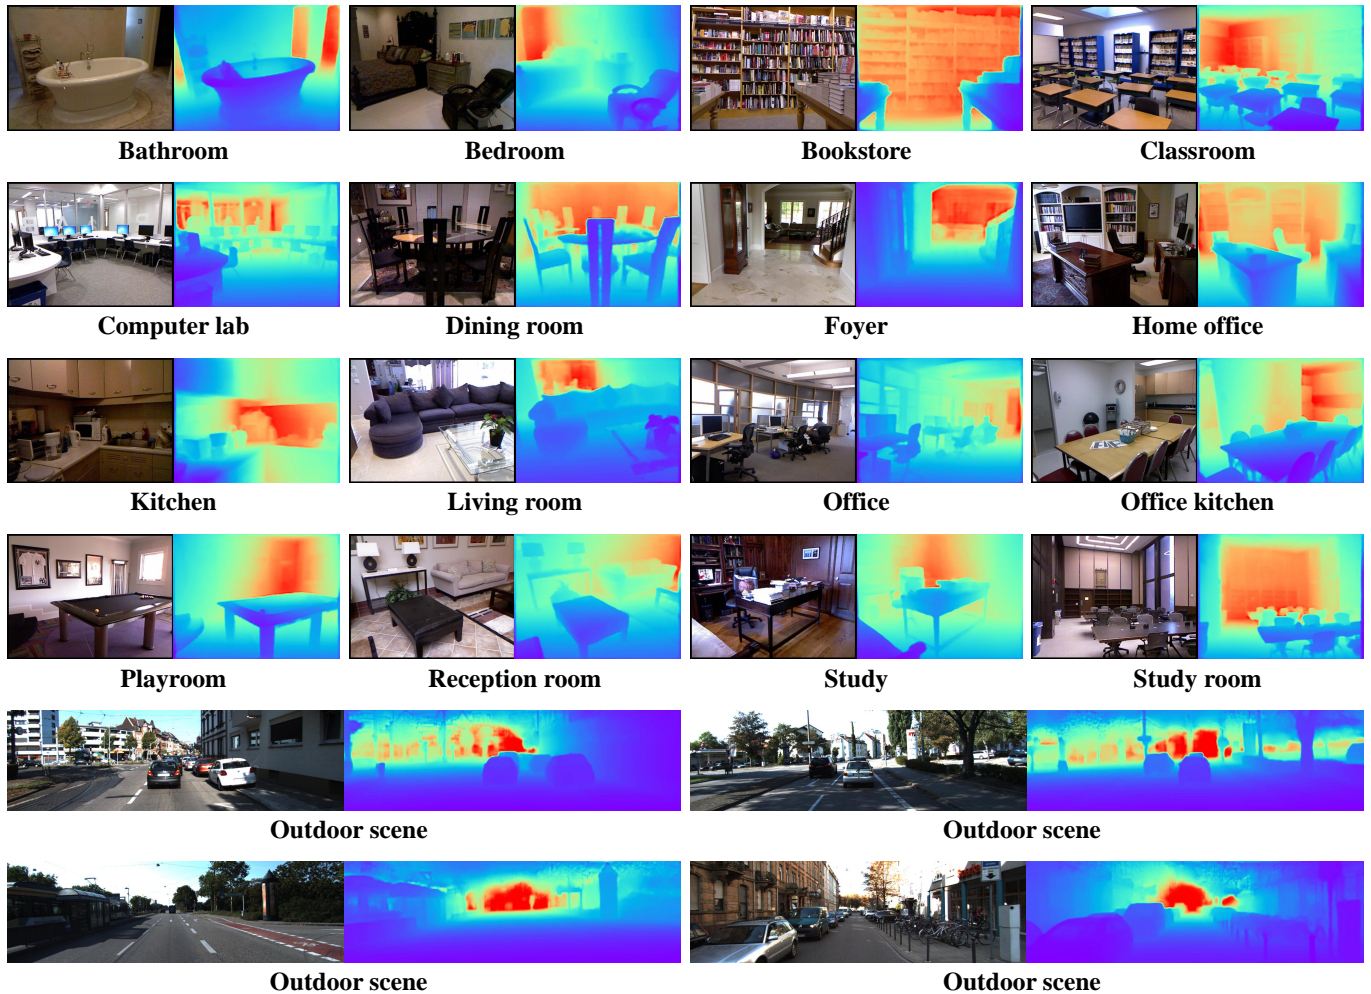 Bathroom
Bedroom
Bookstore
Classroom
Computer lab
Dining room
Foyer
Home office
Kitchen
Living room
Office
Office kitchen
Playroom
Reception room
Study
Study room
Outdoor scene
Outdoor scene
Outdoor scene
Outdoor scene